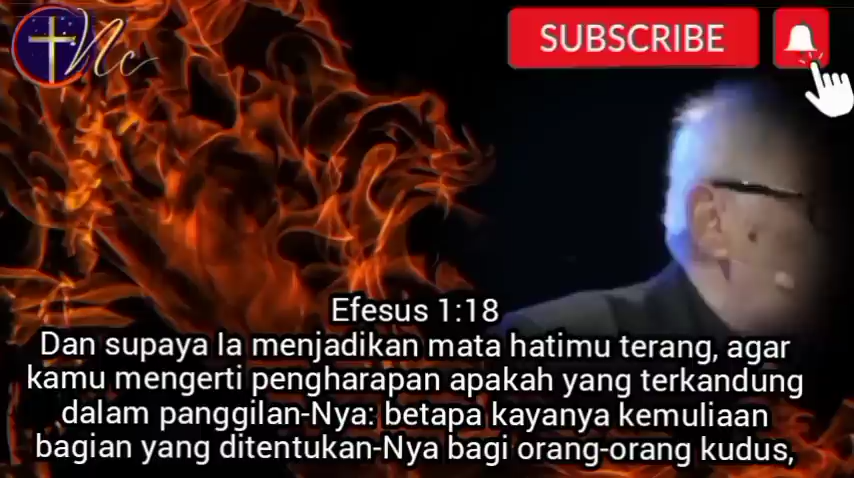 Nc
SUBSCRIBE
Efesus 1:18
Dan supaya Ia menjadikan mata hatimu terang, agar
kamu mengerti pengharapan apakah yang terkandung
dalam panggilan-Nya: betapa kayanya kemuliaan
bagian yang ditentukan-Nya bagi orang-orang kudus,